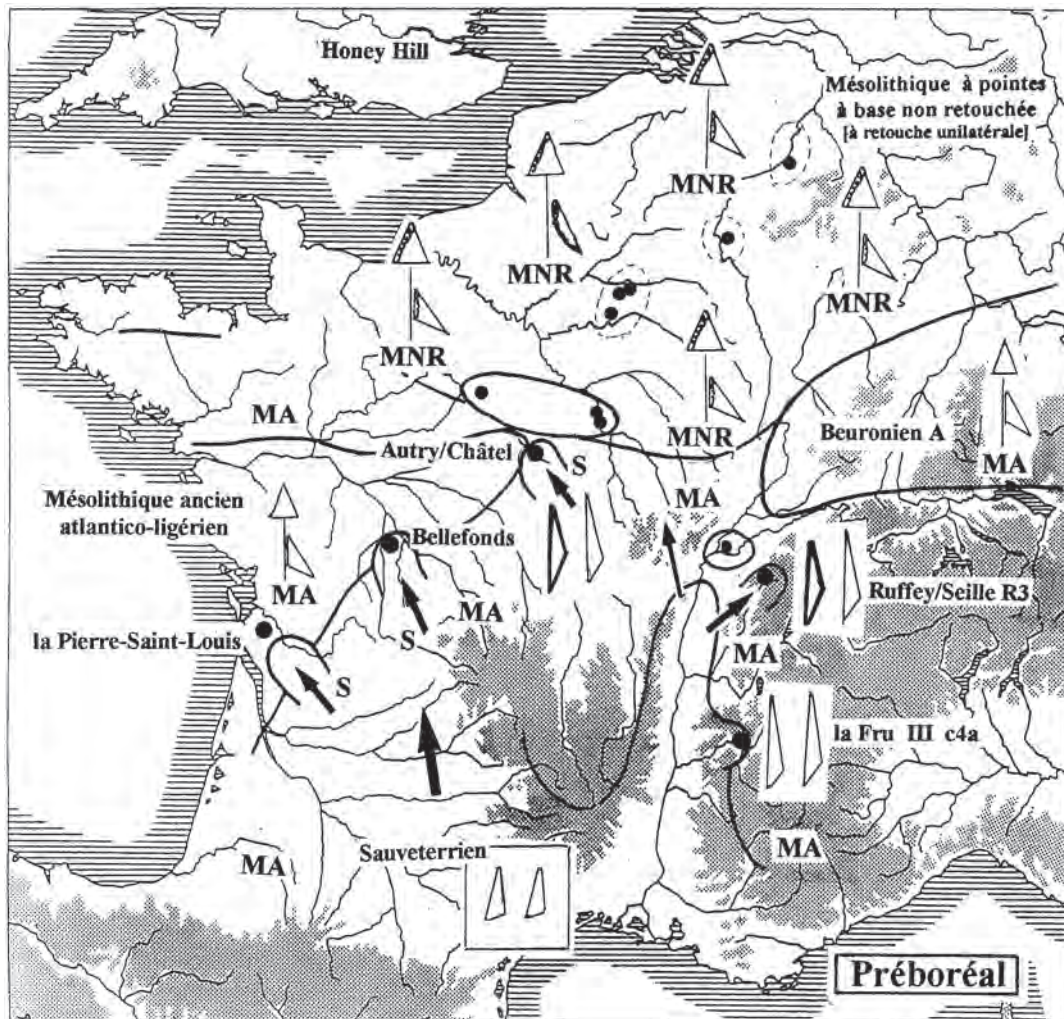 Honey Hill
Mésolithique à pointes
à base non retouchée
[à retouche unilatérale]
MNR
MNR
MNR
MNR
MNR
MA
Autry/Châtel
S
Beuronien A
MA
Mésolithique ancien
atlantico-ligérien
MA
Bellefonds
MA
MA
Ruffey/Seille R3
la Pierre-Saint-Louis
S
S
MA
la Fru III c4a
MA
Sauveterrien
MA
Préboréal